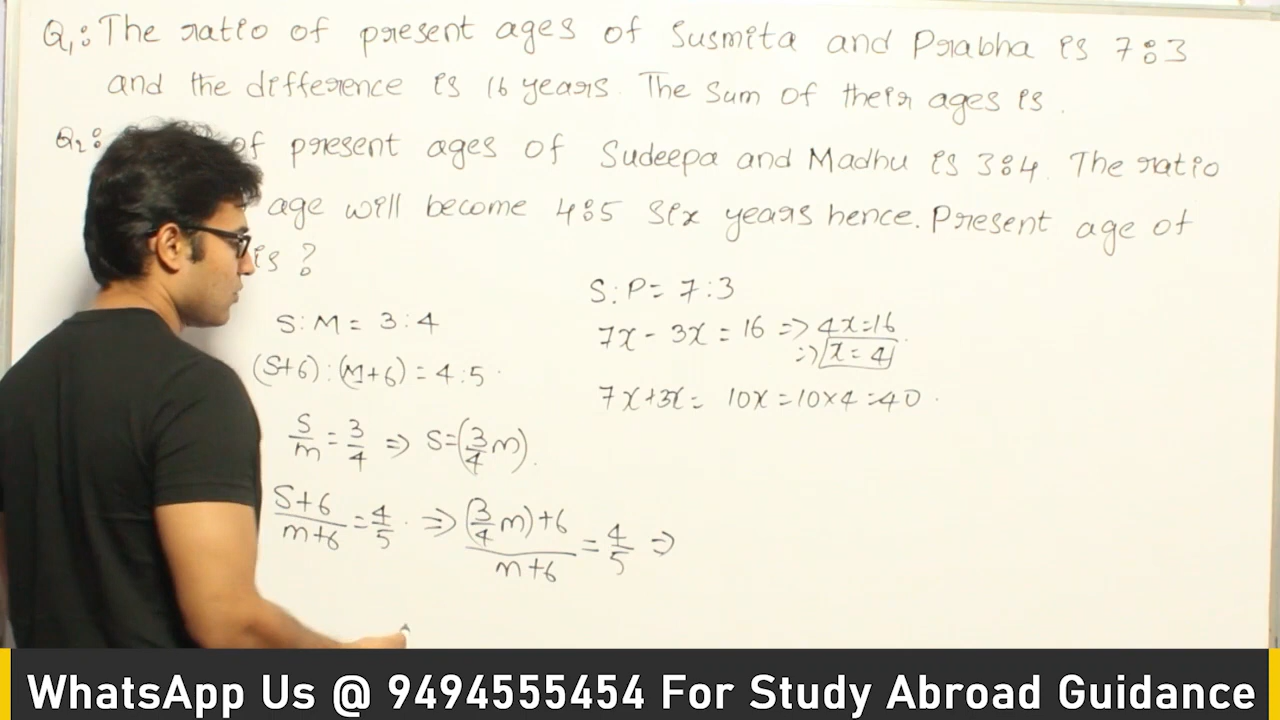 Q1: The ratio of present ages of Susmita and Prabha is 7:3
and the difference is 16 years. The sum of their ages is.
Q2: of present ages of Sudeepa and Madhu is 3:4. The ratio
age will become 4:5 six years hence. Present age of
is ?
S:P = 7:3
7x - 3x = 16 => 4x=16
=> x = 4
7x+3x = 10x = 10×4 = 40
S:M = 3:4
(S+6):(M+6) = 4:5
S/m = 3/4 => S=(3/4 m)
S+6/m+6 = 4/5 => (3/4 m)+6/m+6 = 4/5 =>
WhatsApp Us @ 9494555454 For Study Abroad Guidance